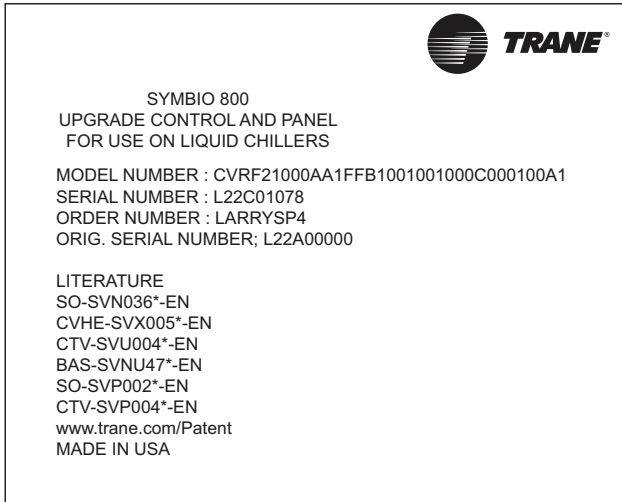 TRANE®
SYMBIO 800
UPGRADE CONTROL AND PANEL
FOR USE ON LIQUID CHILLERS
MODEL NUMBER : CVRF21000AA1FFB1001001000C000100A1
SERIAL NUMBER : L22C01078
ORDER NUMBER : LARRYSP4
ORIG. SERIAL NUMBER; L22A00000
LITERATURE
SO-SVN036*-EN
CVHE-SVX005*-EN
CTV-SVU004*-EN
BAS-SVNU47*-EN
SO-SVP002*-EN
CTV-SVP004*-EN
www.trane.com/Patent
MADE IN USA